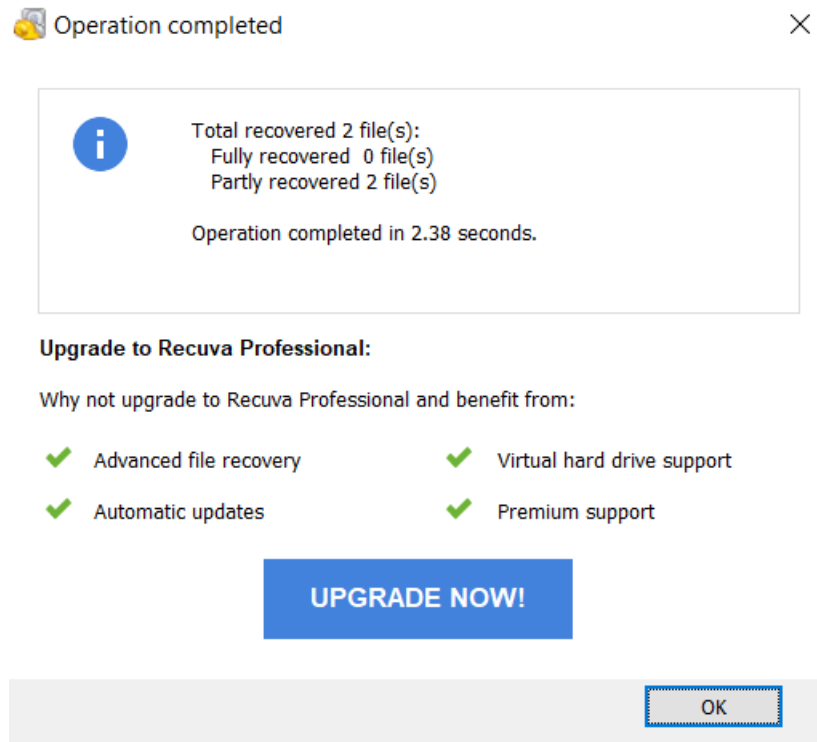 Operation completed
Total recovered 2 file(s):
Fully recovered 0 file(s)
Partly recovered 2 file(s)
Operation completed in 2.38 seconds.
Upgrade to Recuva Professional:
Why not upgrade to Recuva Professional and benefit from:
Advanced file recovery
Virtual hard drive support
Automatic updates
Premium support
UPGRADE NOW!
OK